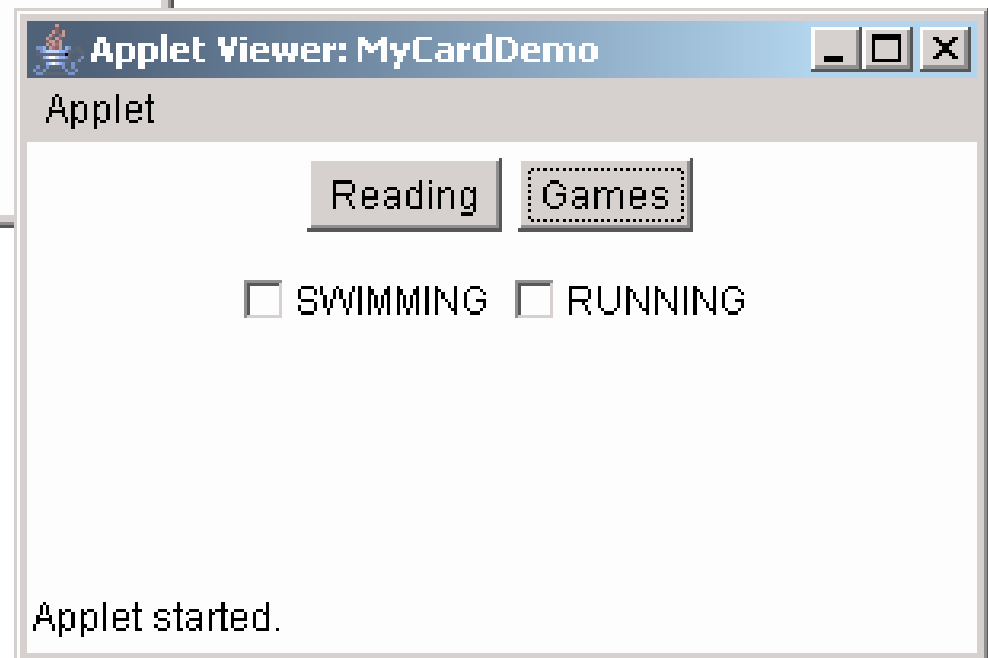 Applet Viewer: MyCardDemo
Applet
Reading Games
SWIMMING RUNNING
Applet started.